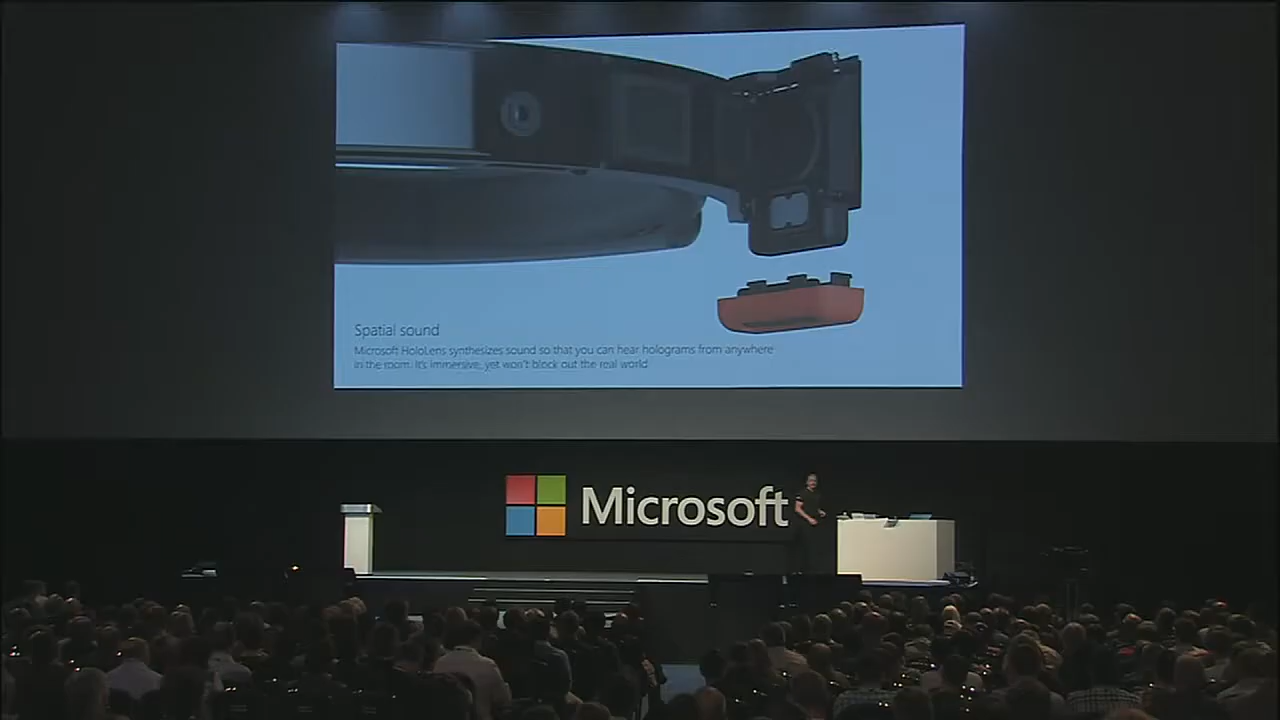 Spatial sound
Microsoft HoloLens synthesizes sound so that you can hear holograms from anywhere
in the room. It's immersive, yet won't block out the real world
Microsoft